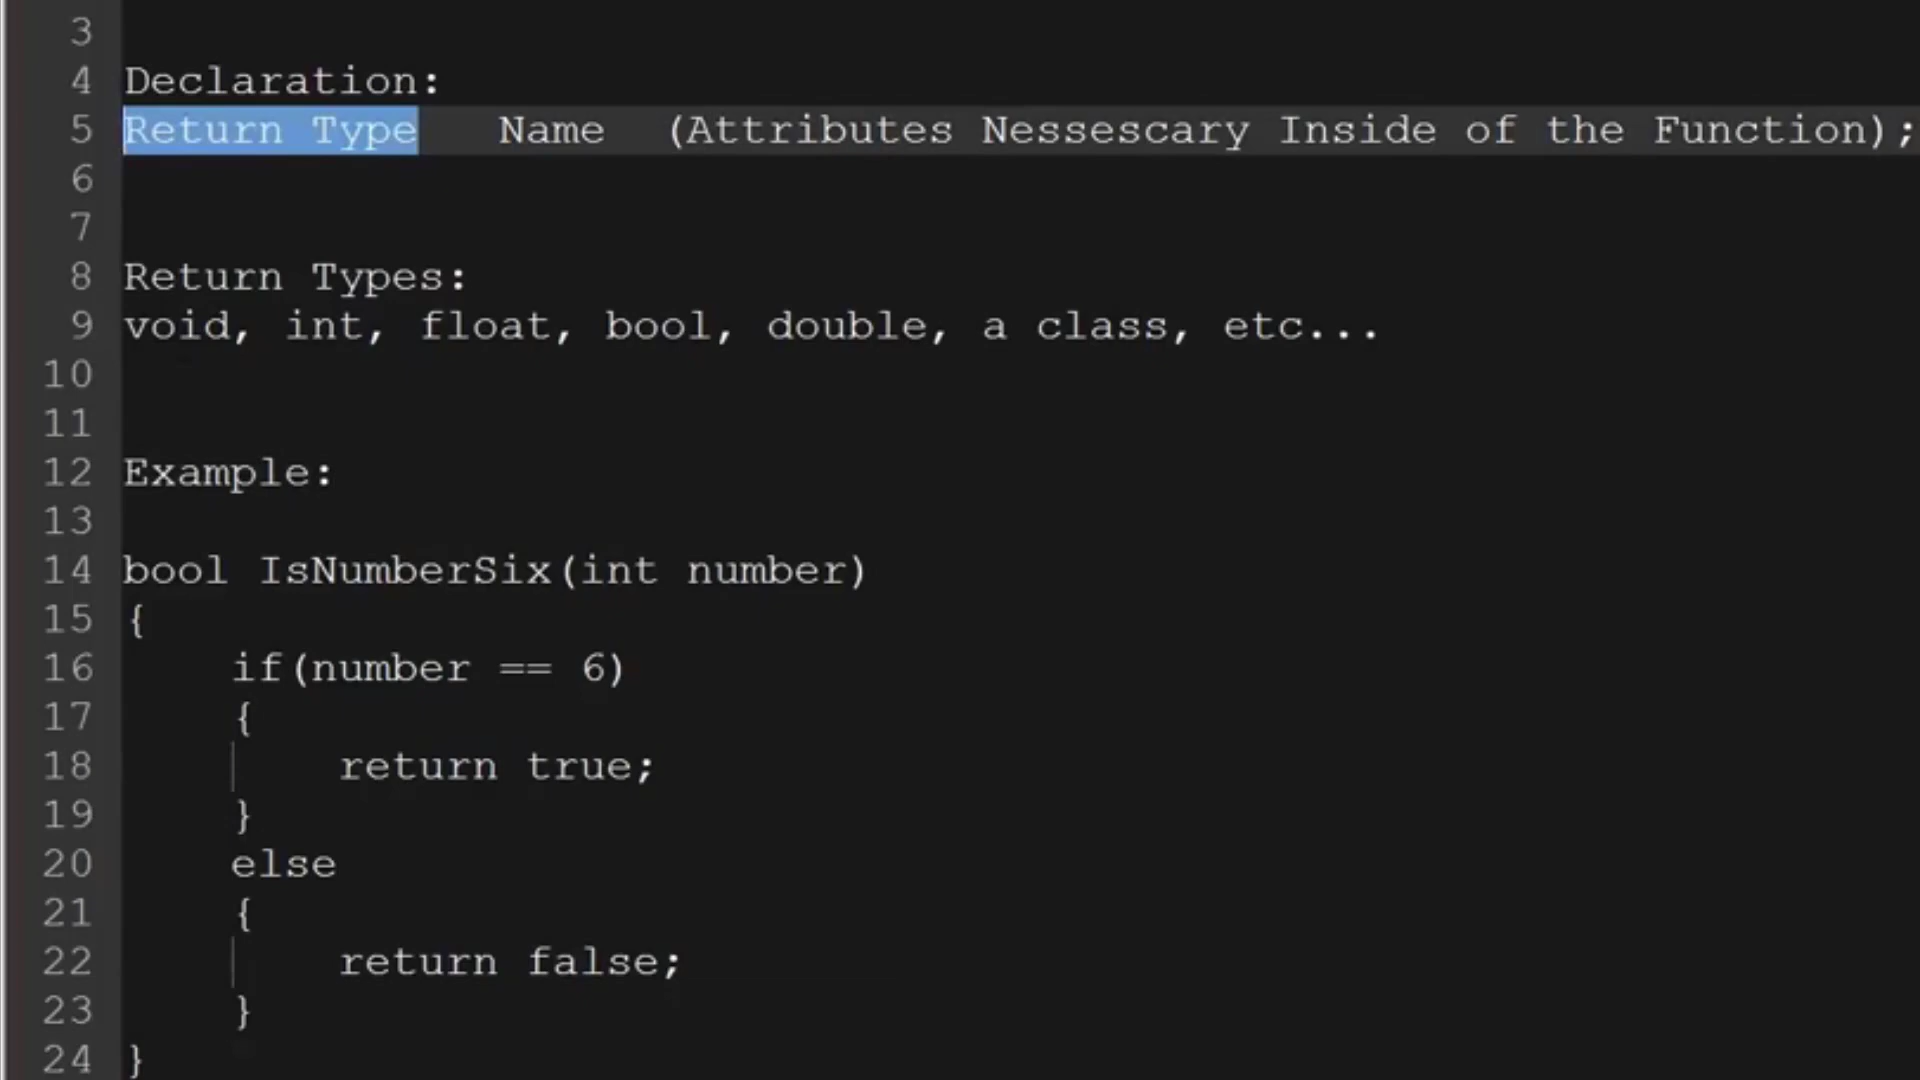 3
4 Declaration:
5 Return Type   Name  (Attributes Nessescary Inside of the Function);
6
7
8 Return Types:
9 void, int, float, bool, double, a class, etc...
10
11
12 Example:
13
14 bool IsNumberSix(int number)
15 {
16     if(number == 6)
17     {
18         return true;
19     }
20     else
21     {
22         return false;
23     }
24 }